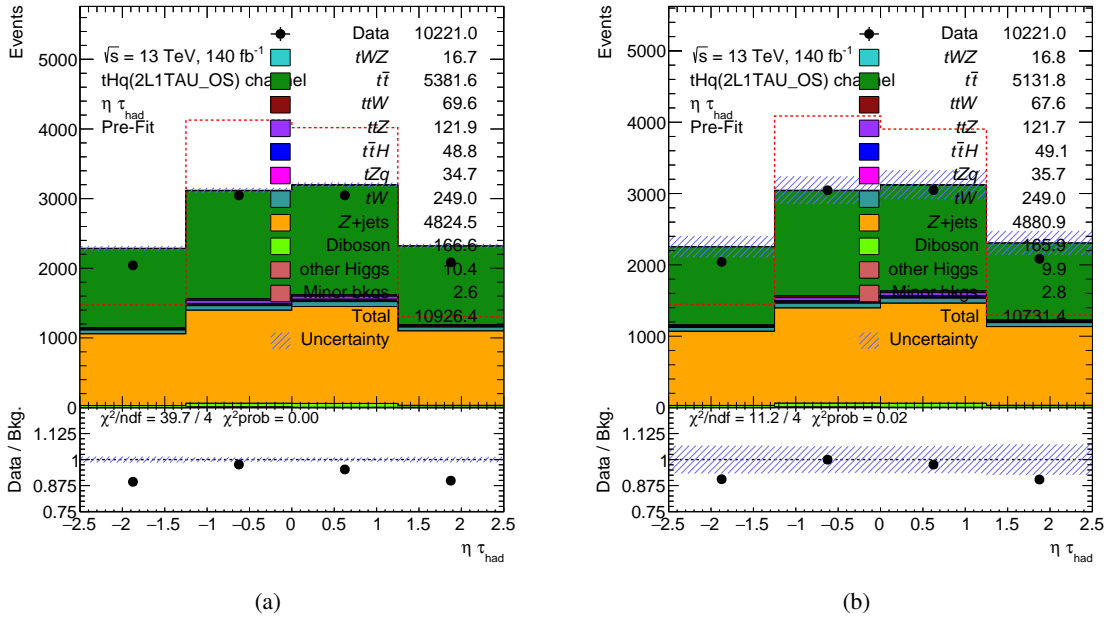 Events
5000
4000
3000
2000
1000
0
√s = 13 TeV, 140 fb⁻¹
tHq(2L1TAU_OS) channel
η τhad
Pre-Fit
Data 10221.0
tWZ 16.7
tt̄ 5381.6
ttW 69.6
ttZ 121.9
tt̄H 48.8
tZq 34.7
tW 249.0
Z+jets 4824.5
Diboson 166.6
other Higgs 10.4
Minor bkgs 2.6
Total 10926.4
Uncertainty
χ²/ndf = 39.7 / 4 χ²prob = 0.00
Data / Bkg.
1.125
1
0.875
0.75
−2.5 −2 −1.5 −1 −0.5 0 0.5 1 1.5 2 2.5
η τhad
(a)
Events
5000
4000
3000
2000
1000
0
√s = 13 TeV, 140 fb⁻¹
tHq(2L1TAU_OS) channel
η τhad
Pre-Fit
Data 10221.0
tWZ 16.8
tt̄ 5131.8
ttW 67.6
ttZ 121.7
tt̄H 49.1
tZq 35.7
tW 249.0
Z+jets 4880.9
Diboson 165.9
other Higgs 9.9
Minor bkgs 2.8
Total 10731.4
Uncertainty
χ²/ndf = 11.2 / 4 χ²prob = 0.02
Data / Bkg.
1.125
1
0.875
0.75
−2.5 −2 −1.5 −1 −0.5 0 0.5 1 1.5 2 2.5
η τhad
(b)